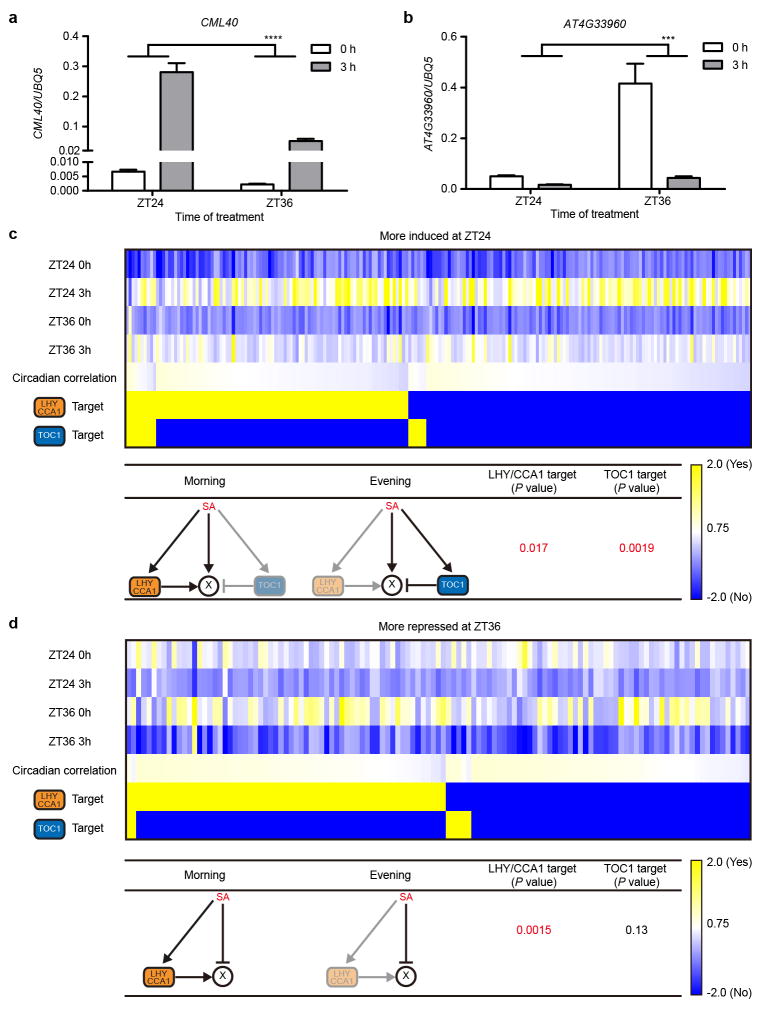 a
CML40
****
0 h
3 h
CML40/UBQ5
0.4
0.3
0.2
0.1
0.02
0.010
0.005
0.000
ZT24
ZT36
Time of treatment
b
AT4G33960
***
0 h
3 h
AT4G33960/UBQ5
0.6
0.4
0.2
0.0
ZT24
ZT36
Time of treatment
c
More induced at ZT24
ZT24 0h
ZT24 3h
ZT36 0h
ZT36 3h
Circadian correlation
LHY
CCA1
Target
TOC1
Target
Morning
Evening
LHY/CCA1 target
(P value)
TOC1 target
(P value)
SA
LHY
CCA1
X
TOC1
SA
LHY
CCA1
X
TOC1
0.017
0.0019
2.0 (Yes)
0.75
-2.0 (No)
d
More repressed at ZT36
ZT24 0h
ZT24 3h
ZT36 0h
ZT36 3h
Circadian correlation
LHY
CCA1
Target
TOC1
Target
Morning
Evening
LHY/CCA1 target
(P value)
TOC1 target
(P value)
SA
LHY
CCA1
X
SA
LHY
CCA1
X
0.0015
0.13
2.0 (Yes)
0.75
-2.0 (No)